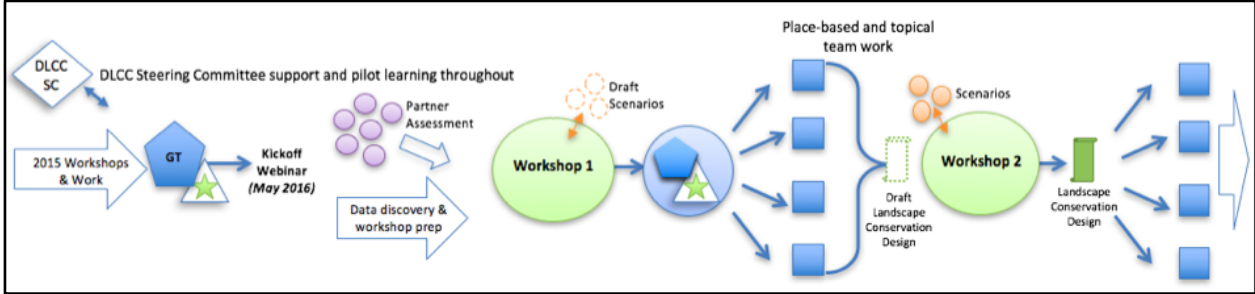 DLCC
SC
DLCC Steering Committee support and pilot learning throughout
2015 Workshops
& Work
GT
Kickoff
Webinar
(May 2016)
Partner
Assessment
Data discovery &
workshop prep
Draft
Scenarios
Workshop 1
Place-based and topical
team work
Draft
Landscape
Conservation
Design
Scenarios
Workshop 2
Landscape
Conservation
Design